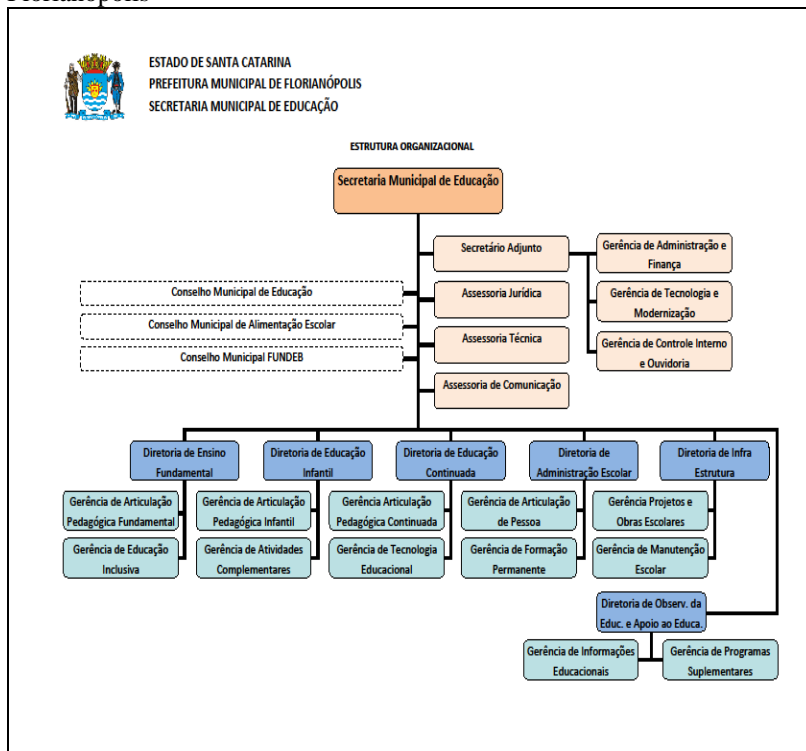 Florianópolis
ESTADO DE SANTA CATARINA
PREFEITURA MUNICIPAL DE FLORIANÓPOLIS
SECRETARIA MUNICIPAL DE EDUCAÇÃO
ESTRUTURA ORGANIZACIONAL
Secretaria Municipal de Educação
Secretário Adjunto
Gerência de Administração e
Finança
Conselho Municipal de Educação
Assessoria Jurídica
Gerência de Tecnologia e
Modernização
Conselho Municipal de Alimentação Escolar
Assessoria Técnica
Gerência de Controle Interno
e Ouvidoria
Conselho Municipal FUNDEB
Assessoria de Comunicação
Diretoria de Ensino
Fundamental
Diretoria de Educação
Infantil
Diretoria de Educação
Continuada
Diretoria de
Administração Escolar
Diretoria de Infra
Estrutura
Gerência de Articulação
Pedagógica Fundamental
Gerência de Articulação
Pedagógica Infantil
Gerência Articulação
Pedagógica Continuada
Gerência de Articulação
de Pessoa
Gerência Projetos e
Obras Escolares
Gerência de Educação
Inclusiva
Gerência de Atividades
Complementares
Gerência de Tecnologia
Educacional
Gerência de Formação
Permanente
Gerência de Manutenção
Escolar
Diretoria de Observ. da
Educ. e Apoio ao Educa.
Gerência de Informações
Educacionais
Gerência de Programas
Suplementares